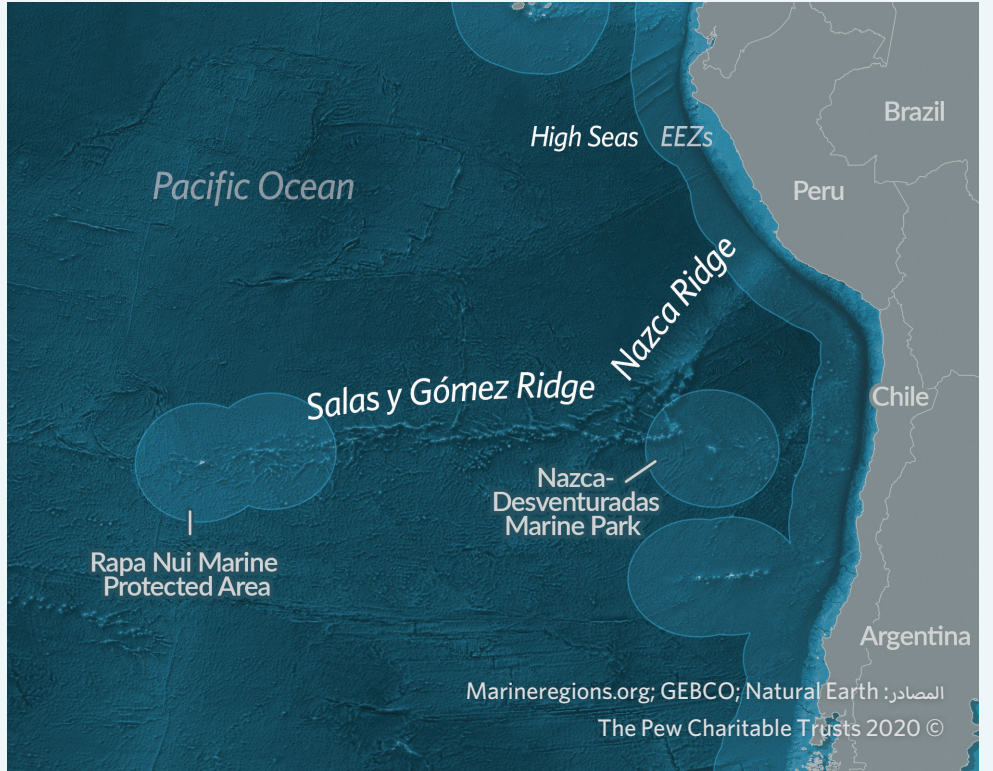 Brazil
High Seas
EEZs
Pacific Ocean
Peru
Nazca Ridge
Salas y Gómez Ridge
Chile
Nazca-
Desventuradas
Marine Park
Rapa Nui Marine
Protected Area
Argentina
المصادر: Marineregions.org; GEBCO; Natural Earth
© 2020 The Pew Charitable Trusts